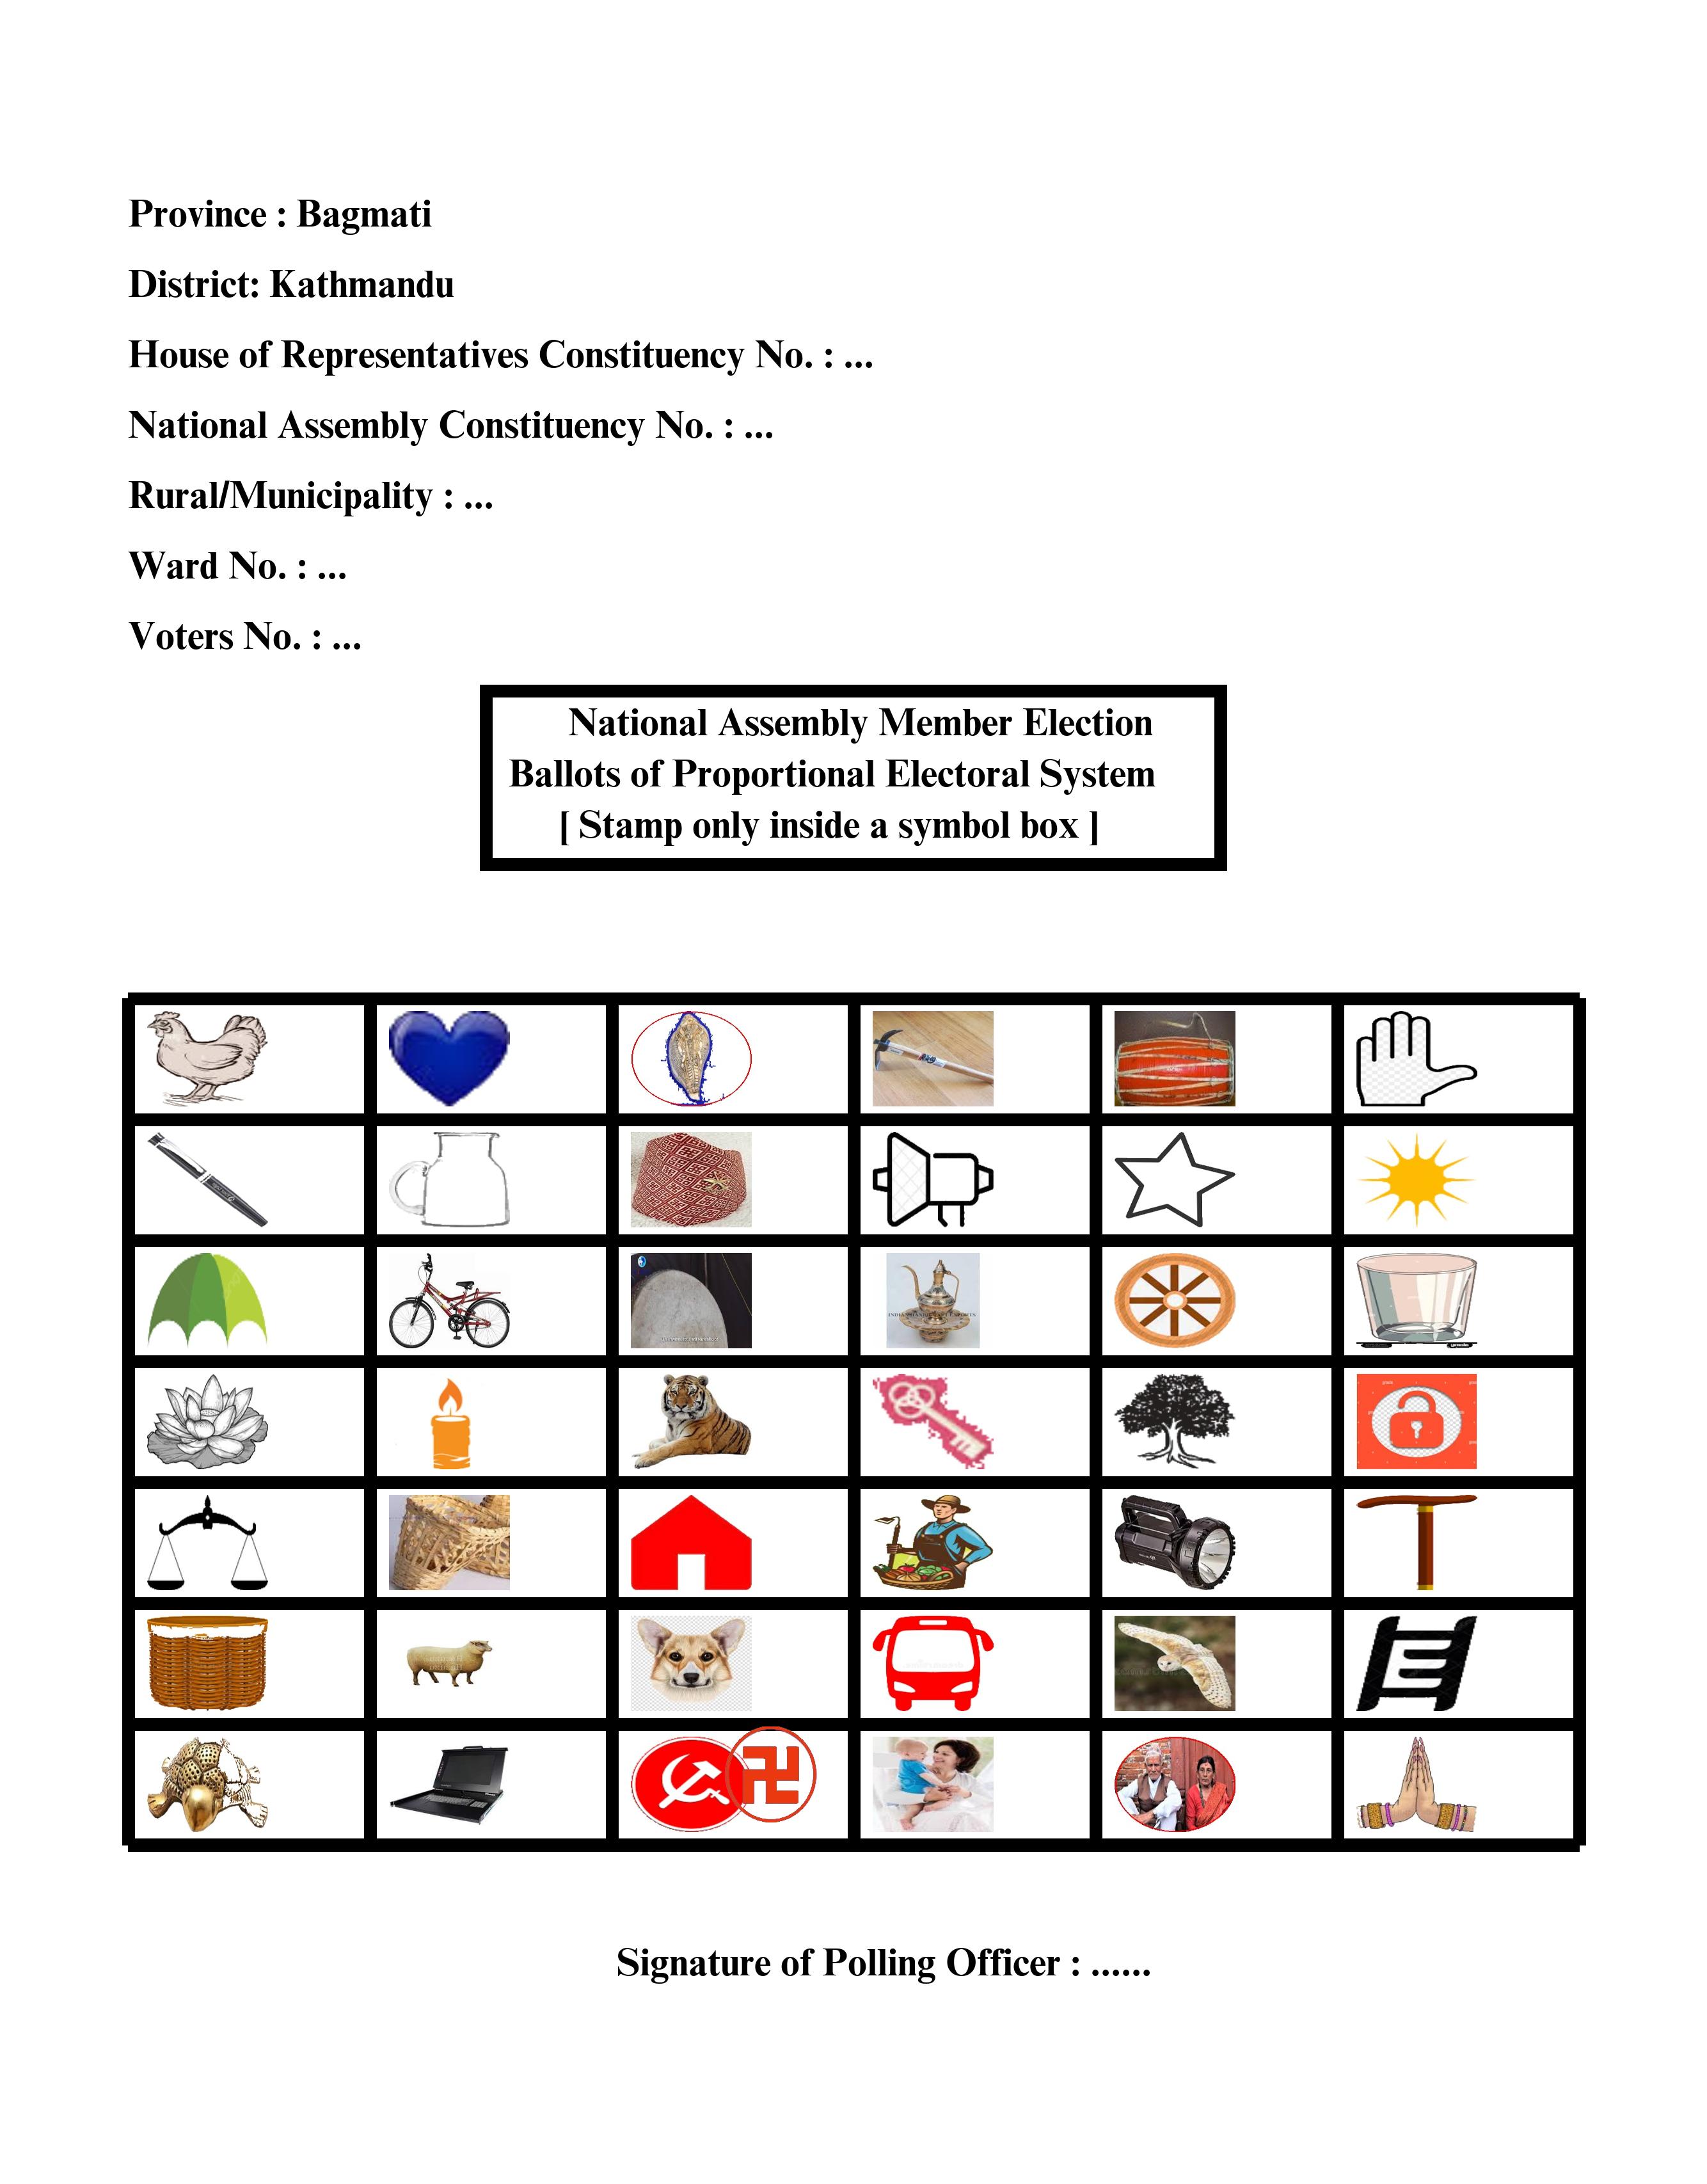 Province : Bagmati
District: Kathmandu
House of Representatives Constituency No. : ...
National Assembly Constituency No. : ...
Rural/Municipality : ...
Ward No. : ...
Voters No. : ...
National Assembly Member Election
Ballots of Proportional Electoral System
[ Stamp only inside a symbol box ]
Signature of Polling Officer : ......